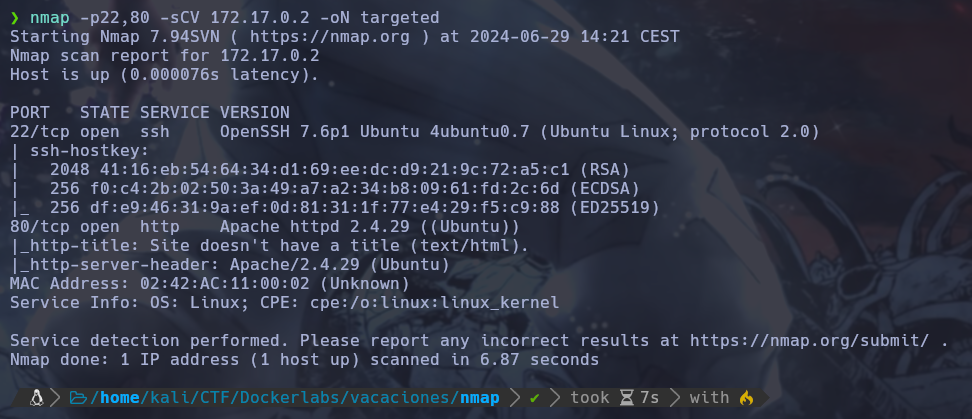 ❯ nmap -p22,80 -sCV 172.17.0.2 -oN targeted
Starting Nmap 7.94SVN ( https://nmap.org ) at 2024-06-29 14:21 CEST
Nmap scan report for 172.17.0.2
Host is up (0.000076s latency).

PORT   STATE SERVICE VERSION
22/tcp open  ssh     OpenSSH 7.6p1 Ubuntu 4ubuntu0.7 (Ubuntu Linux; protocol 2.0)
| ssh-hostkey:
|   2048 41:16:eb:54:64:34:d1:69:ee:dc:d9:21:9c:72:a5:c1 (RSA)
|   256 f0:c4:2b:02:50:3a:49:a7:a2:34:b8:09:61:fd:2c:6d (ECDSA)
|_  256 df:e9:46:31:9a:ef:0d:81:31:1f:77:e4:29:f5:c9:88 (ED25519)
80/tcp open  http    Apache httpd 2.4.29 ((Ubuntu))
|_http-title: Site doesn't have a title (text/html).
|_http-server-header: Apache/2.4.29 (Ubuntu)
MAC Address: 02:42:AC:11:00:02 (Unknown)
Service Info: OS: Linux; CPE: cpe:/o:linux:linux_kernel

Service detection performed. Please report any incorrect results at https://nmap.org/submit/ .
Nmap done: 1 IP address (1 host up) scanned in 6.87 seconds

/home/kali/CTF/Dockerlabs/vacaciones/nmap ✔ took 7s with